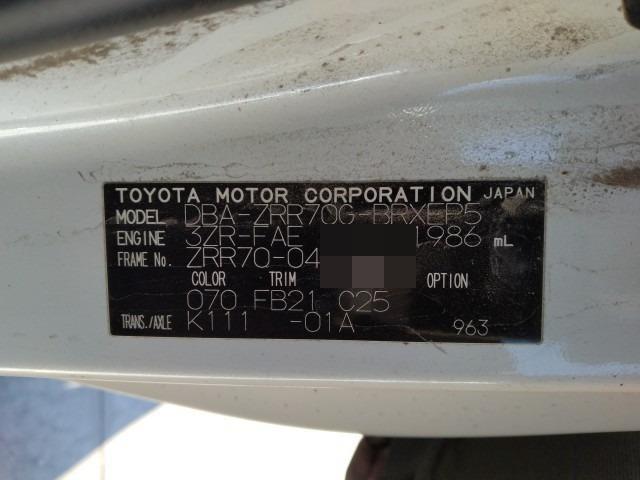 TOYOTA MOTOR CORPORATION JAPAN
MODEL DBA-ZRR70G-BRXEP5
ENGINE 3ZR-FAE 1986 mL
FRAME No. ZRR70-04
COLOR TRIM OPTION
070 FB21 C25
TRANS./AXLE K111 -01A 963